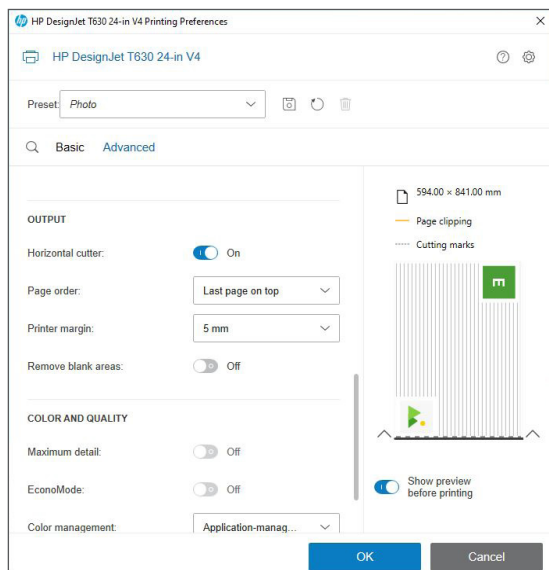 HP DesignJet T630 24-in V4 Printing Preferences
HP DesignJet T630 24-in V4
Preset: Photo
Basic Advanced
594.00 × 841.00 mm
Page clipping
Cutting marks
OUTPUT
Horizontal cutter: On
Page order: Last page on top
Printer margin: 5 mm
Remove blank areas: Off
COLOR AND QUALITY
Maximum detail: Off
EconoMode: Off
Color management: Application-manag...
E
Show preview
before printing
OK Cancel